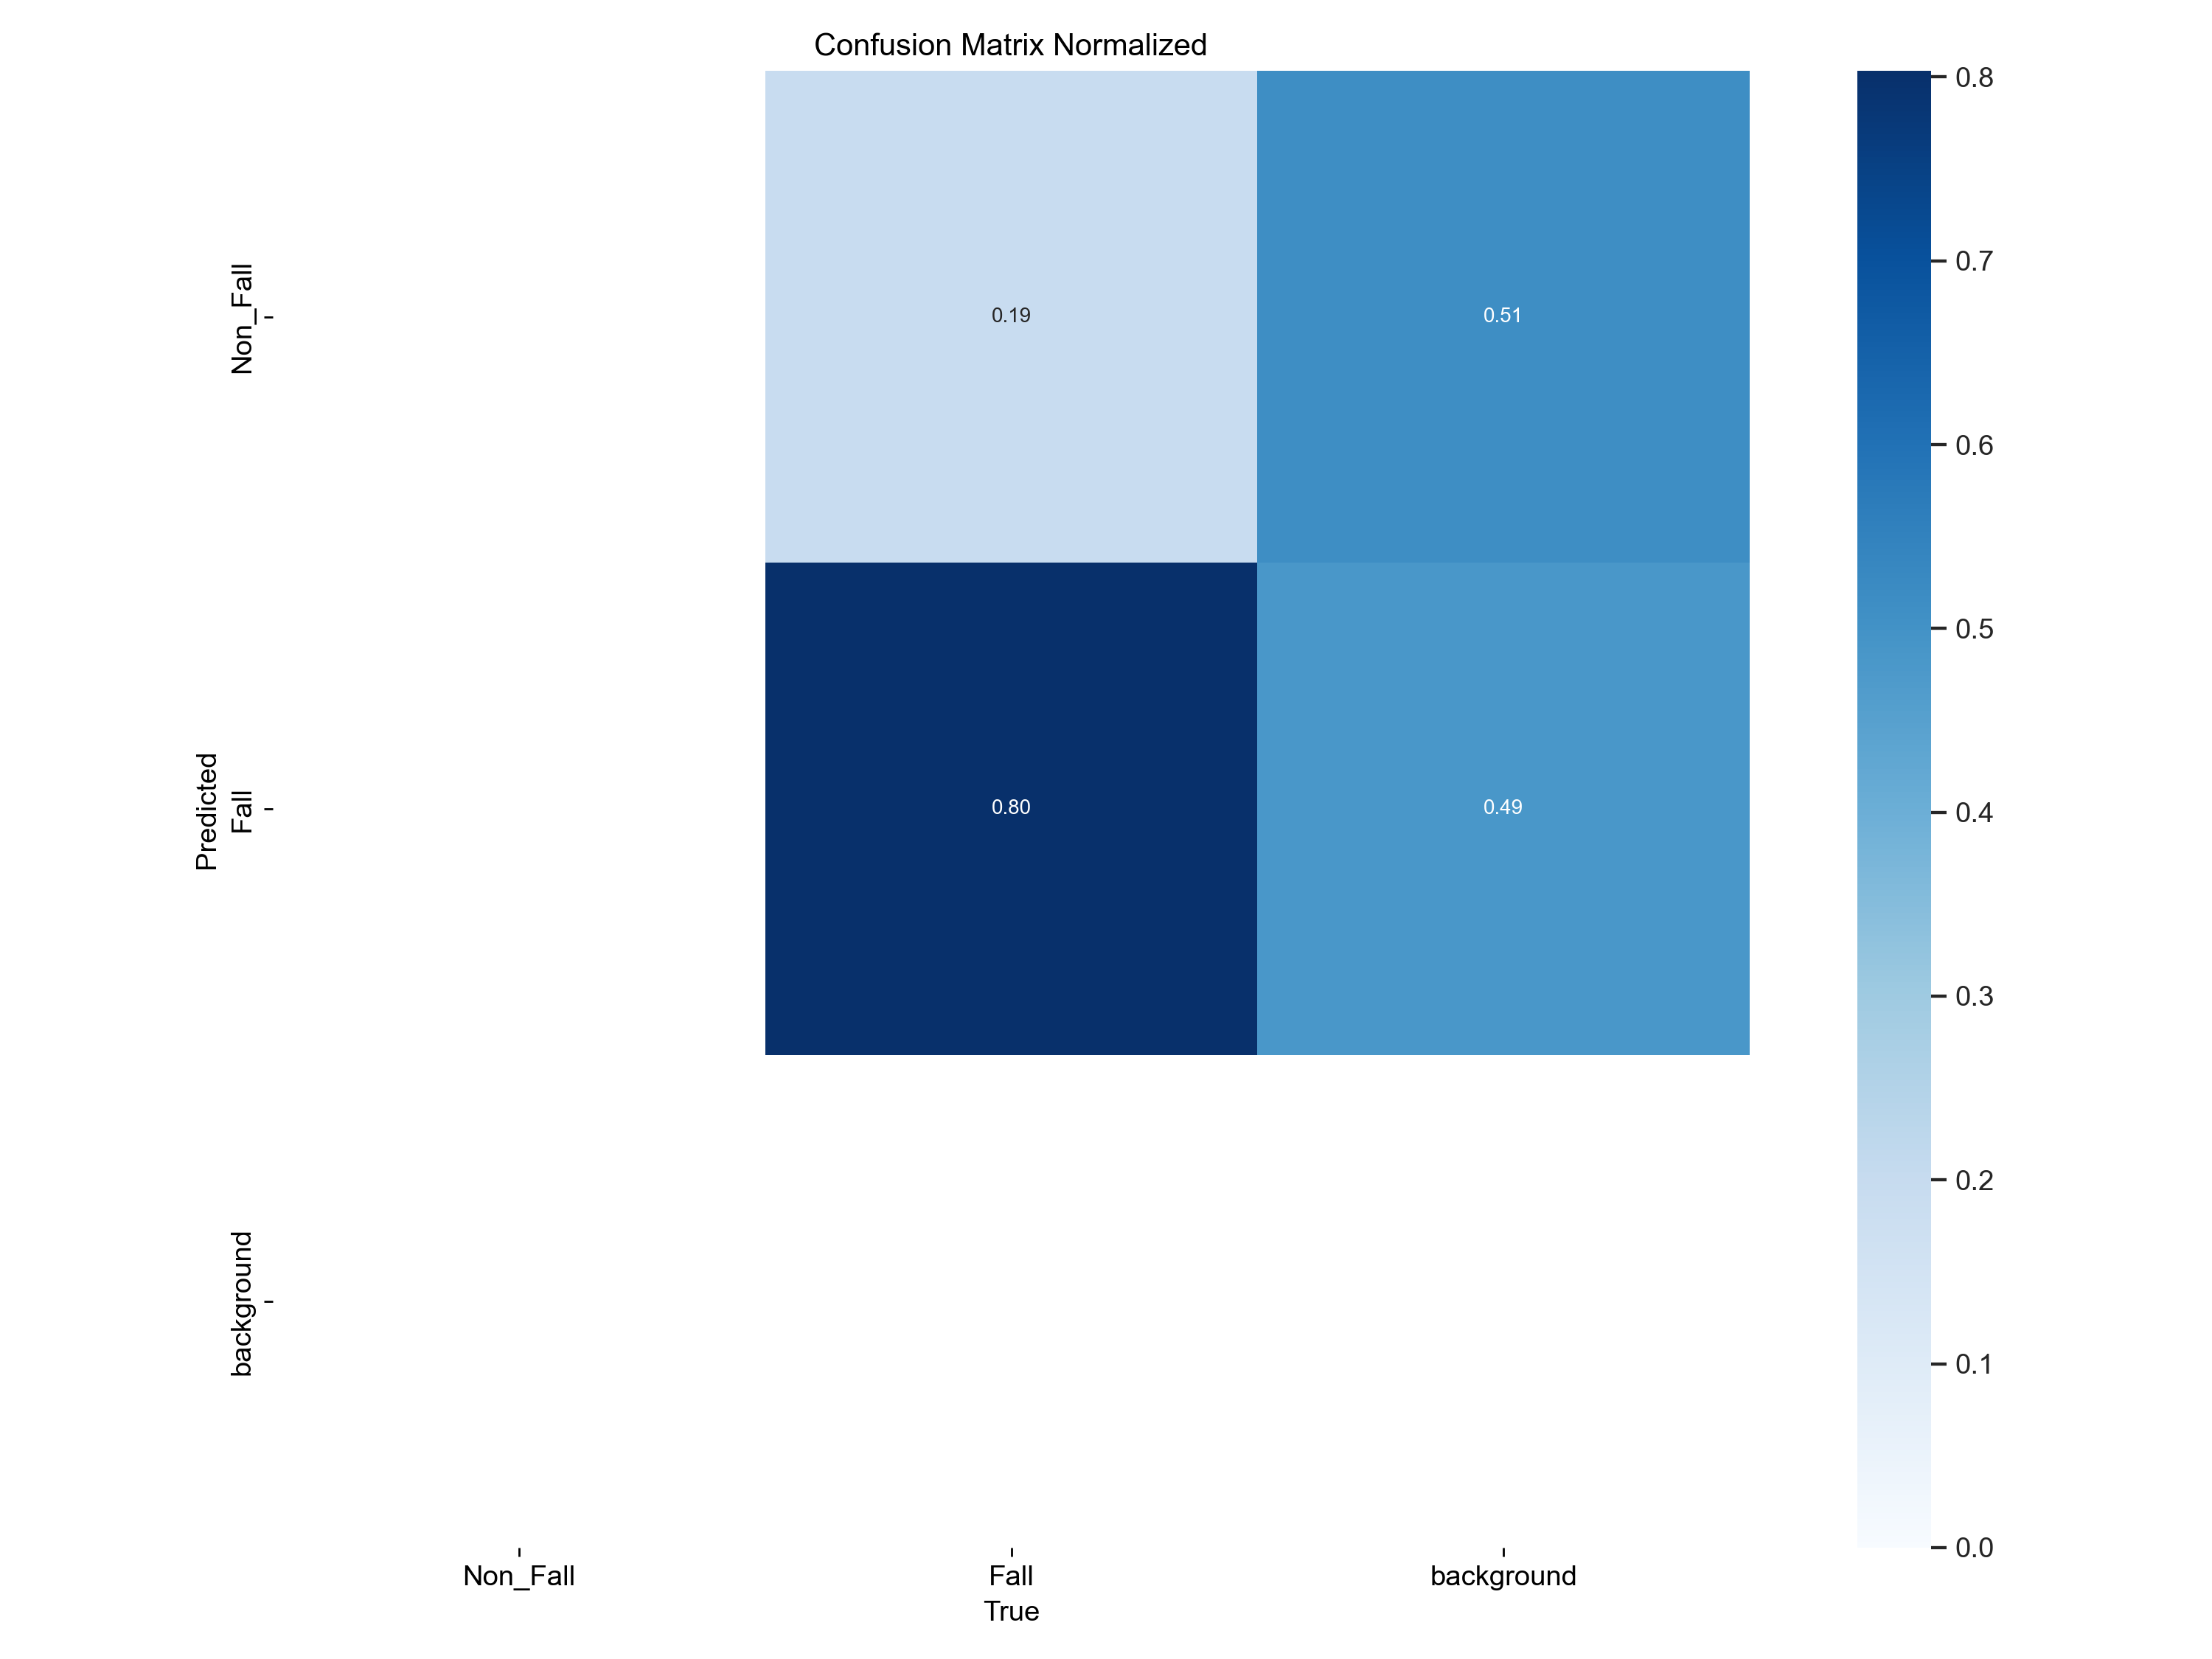 Confusion Matrix Normalized
Predicted
Non_Fall
Fall
background
0.19
0.51
0.80
0.49
Non_Fall
Fall
background
True
0.8
0.7
0.6
0.5
0.4
0.3
0.2
0.1
0.0